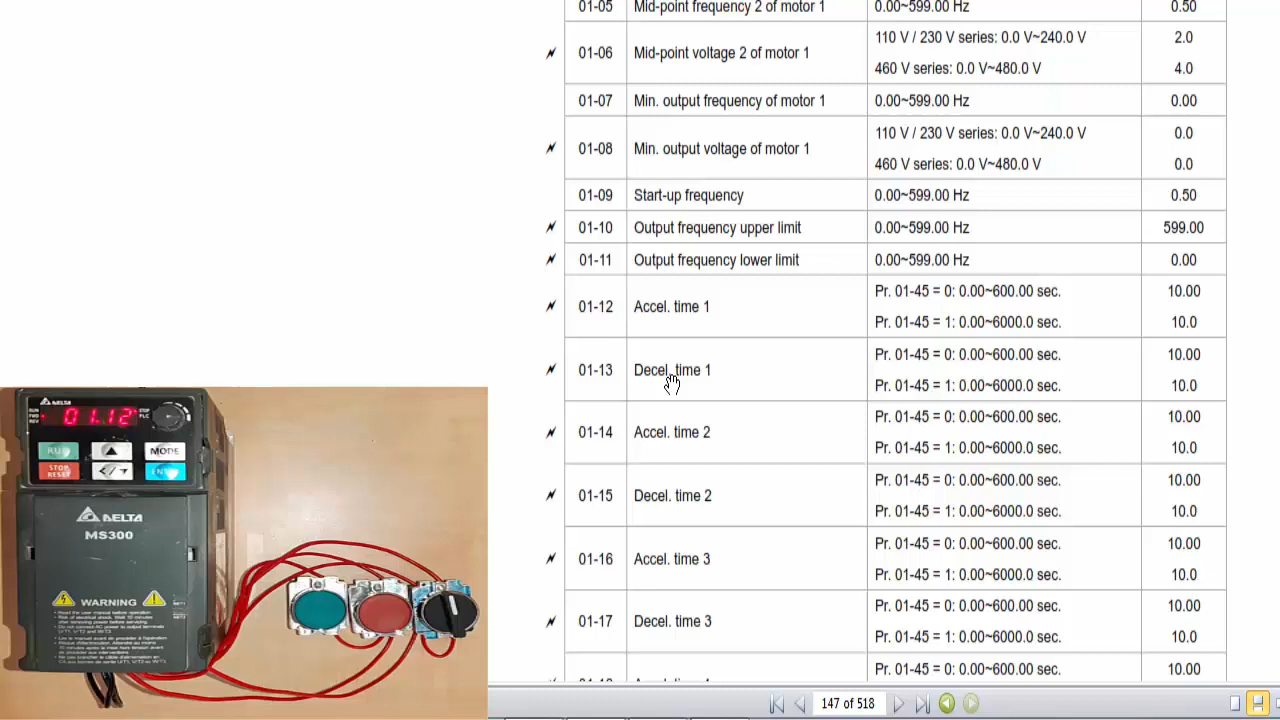 01-05 Mid-point frequency 2 of motor 1 0.00~599.00 Hz 0.50
01-06 Mid-point voltage 2 of motor 1 110 V / 230 V series: 0.0 V~240.0 V 2.0
460 V series: 0.0 V~480.0 V 4.0
01-07 Min. output frequency of motor 1 0.00~599.00 Hz 0.00
01-08 Min. output voltage of motor 1 110 V / 230 V series: 0.0 V~240.0 V 0.0
460 V series: 0.0 V~480.0 V 0.0
01-09 Start-up frequency 0.00~599.00 Hz 0.50
01-10 Output frequency upper limit 0.00~599.00 Hz 599.00
01-11 Output frequency lower limit 0.00~599.00 Hz 0.00
01-12 Accel. time 1 Pr. 01-45 = 0: 0.00~600.00 sec. 10.00
Pr. 01-45 = 1: 0.00~6000.0 sec. 10.0
01-13 Decel. time 1 Pr. 01-45 = 0: 0.00~600.00 sec. 10.00
Pr. 01-45 = 1: 0.00~6000.0 sec. 10.0
01-14 Accel. time 2 Pr. 01-45 = 0: 0.00~600.00 sec. 10.00
Pr. 01-45 = 1: 0.00~6000.0 sec. 10.0
01-15 Decel. time 2 Pr. 01-45 = 0: 0.00~600.00 sec. 10.00
Pr. 01-45 = 1: 0.00~6000.0 sec. 10.0
01-16 Accel. time 3 Pr. 01-45 = 0: 0.00~600.00 sec. 10.00
Pr. 01-45 = 1: 0.00~6000.0 sec. 10.0
01-17 Decel. time 3 Pr. 01-45 = 0: 0.00~600.00 sec. 10.00
Pr. 01-45 = 1: 0.00~6000.0 sec. 10.0
Pr. 01-45 = 0: 0.00~600.00 sec. 10.00
147 of 518
DELTA
RUN
FWD
REV
01.12
STOP
PLC
RUN
MODE
STOP
RESET
ENTER
DELTA
MS300
WARNING